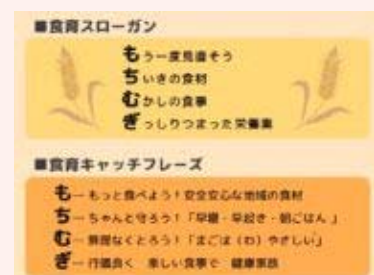 ■食育スローガン
もう一度見直そう
ちいきの食材
むかしの食事
ぎっしりつまった栄養素
■食育キャッチフレーズ
も…もっと食べよう！安全安心な地域の食材
ち…ちゃんと守ろう！「早寝・早起き・朝ごはん」
む…無理なくとろう！「まごは（わ）やさしい」
ぎ…行儀良く 楽しい食事で 健康家族